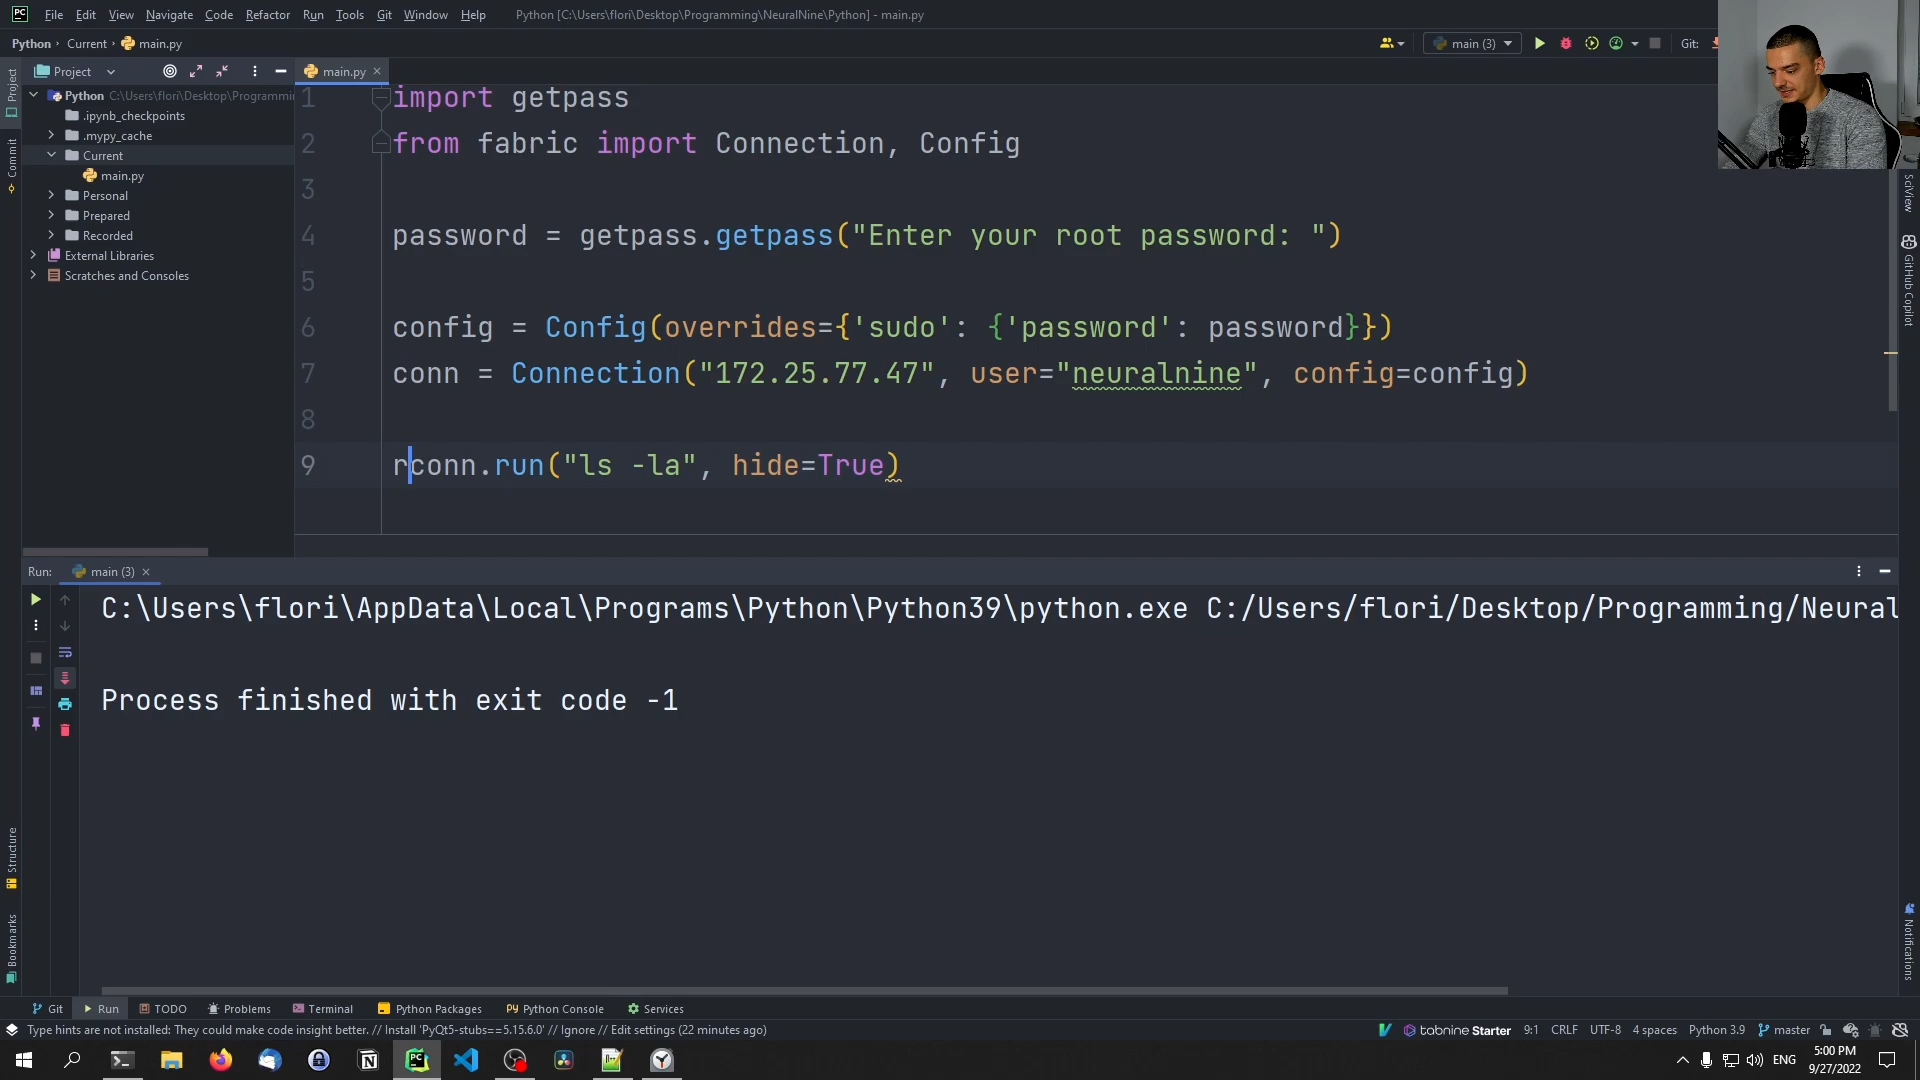 File Edit View Navigate Code Refactor Run Tools Git Window Help Python [C:\Users\flori\Desktop\Programming\NeuralNine\Python] - main.py
Python Current main.py main (3) Git:
Project main.py
Python C:\Users\flori\Desktop\Programmi
.ipynb_checkpoints
.mypy_cache
Current
main.py
Personal
Prepared
Recorded
External Libraries
Scratches and Consoles
1 import getpass
2 from fabric import Connection, Config
3
4 password = getpass.getpass("Enter your root password: ")
5
6 config = Config(overrides={'sudo': {'password': password}})
7 conn = Connection("172.25.77.47", user="neuralnine", config=config)
8
9 rconn.run("ls -la", hide=True)
Project
Commit
Structure
Bookmarks
SciView
GitHub Copilot
Notifications
Run: main (3)
C:\Users\flori\AppData\Local\Programs\Python\Python39\python.exe C:/Users/flori/Desktop/Programming/Neural
Process finished with exit code -1
Git Run TODO Problems Terminal Python Packages Python Console Services
Type hints are not installed: They could make code insight better. // Install 'PyQt5-stubs==5.15.6.0' // Ignore // Edit settings (22 minutes ago) tabnine Starter 9:1 CRLF UTF-8 4 spaces Python 3.9 master
ENG 5:00 PM
9/27/2022